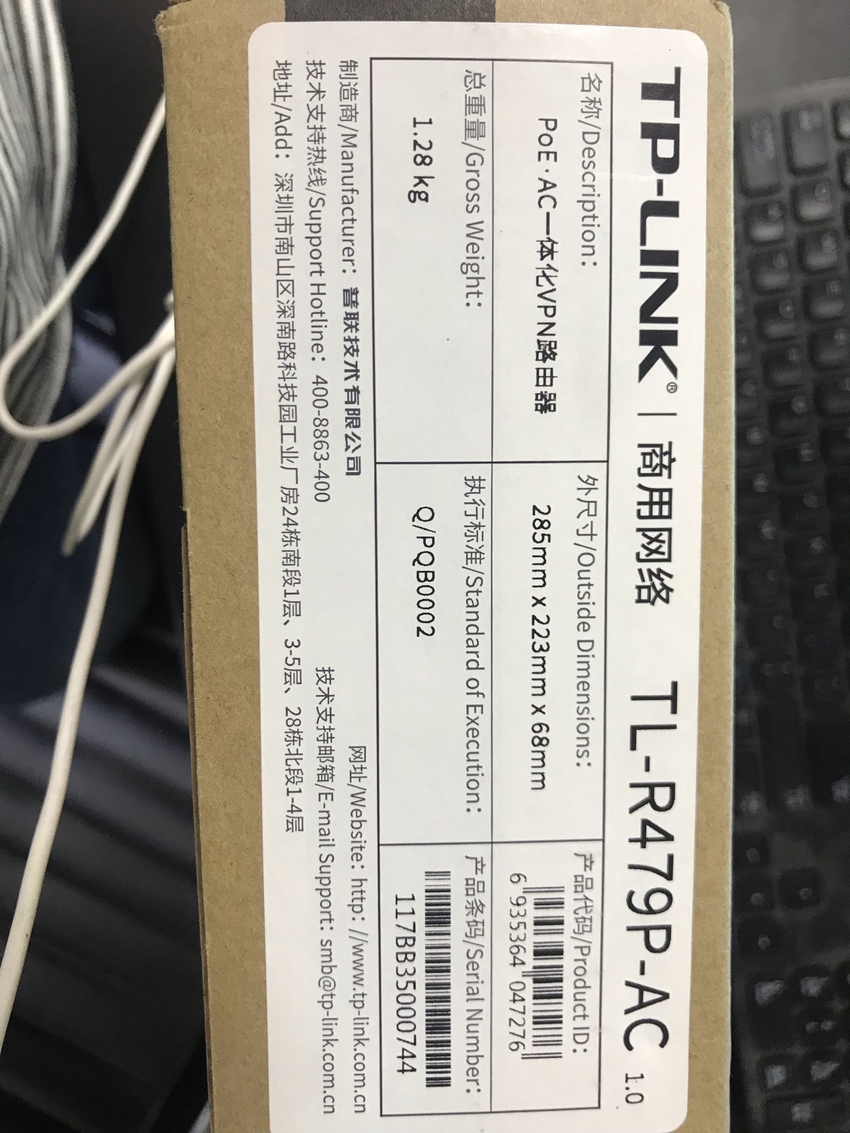 TP-LINK® | 商用网络 TL-R479P-AC 1.0
名称/Description:
PoE·AC一体化VPN路由器
外尺寸/Outside Dimensions:
285mm x 223mm x 68mm
产品代码/Product ID:
6 935364 047276
总重量/Gross Weight:
1.28 kg
执行标准/Standard of Execution:
Q/PQB0002
产品条码/Serial Number:
117BB35000744
制造商/Manufacturer: 普联技术有限公司 网址/Website: http: //www.tp-link.com.cn
技术支持热线/Support Hotline: 400-8863-400 技术支持邮箱/E-mail Support: smb@tp-link.com.cn
地址/Add: 深圳市南山区深南路科技园工业厂房24栋南段1层、3-5层、28栋北段1-4层